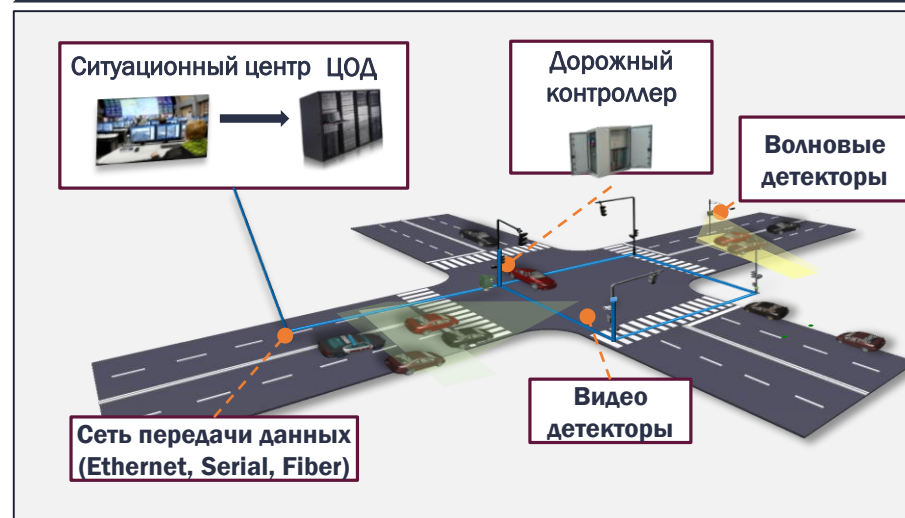 Ситуационный центр ЦОД
Дорожный
контроллер
Волновые
детекторы
Видео
детекторы
Сеть передачи данных
(Ethernet, Serial, Fiber)